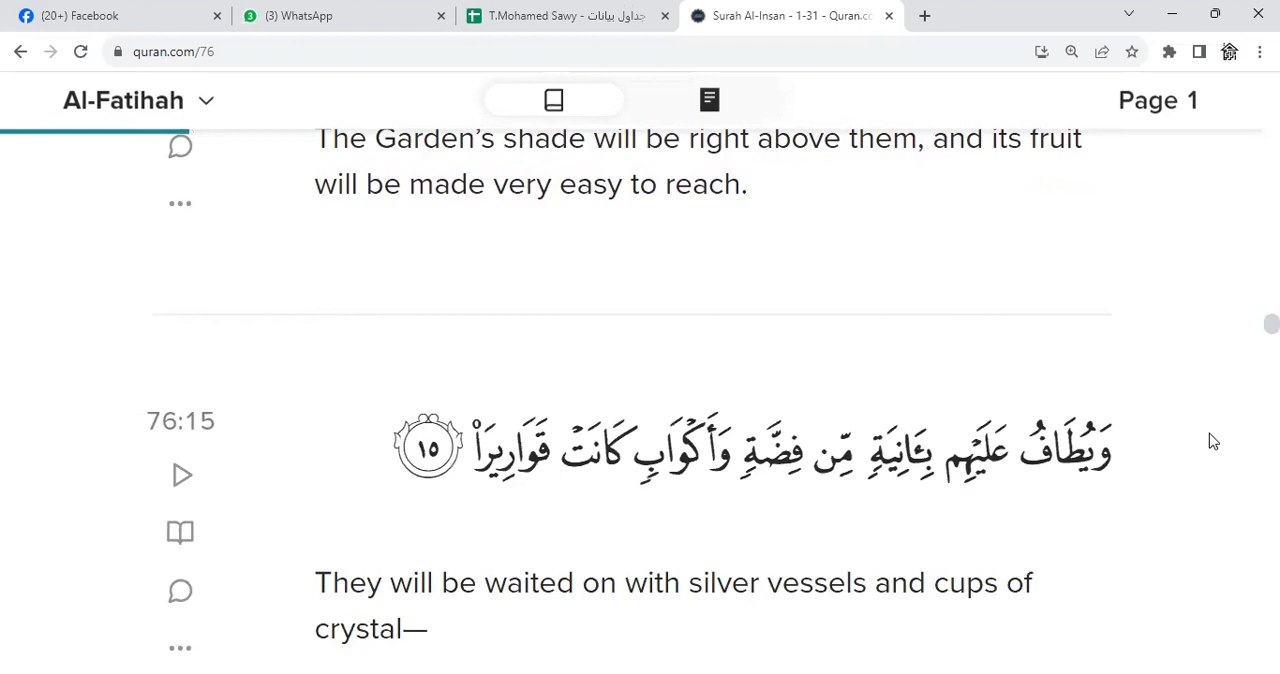 (20+) Facebook
(3) WhatsApp
T.Mohamed Sawy - جداول بيانات
Surah Al-Insan - 1-31 - Quran.co
quran.com/76
Al-Fatihah
Page 1
The Garden’s shade will be right above them, and its fruit
will be made very easy to reach.
76:15
وَيُطَافُ عَلَيْهِم بِـَٔانِيَةٍ مِّن فِضَّةٍ وَأَكْوَابٍ كَانَتْ قَوَارِيرَا۠ ١٥
They will be waited on with silver vessels and cups of
crystal—